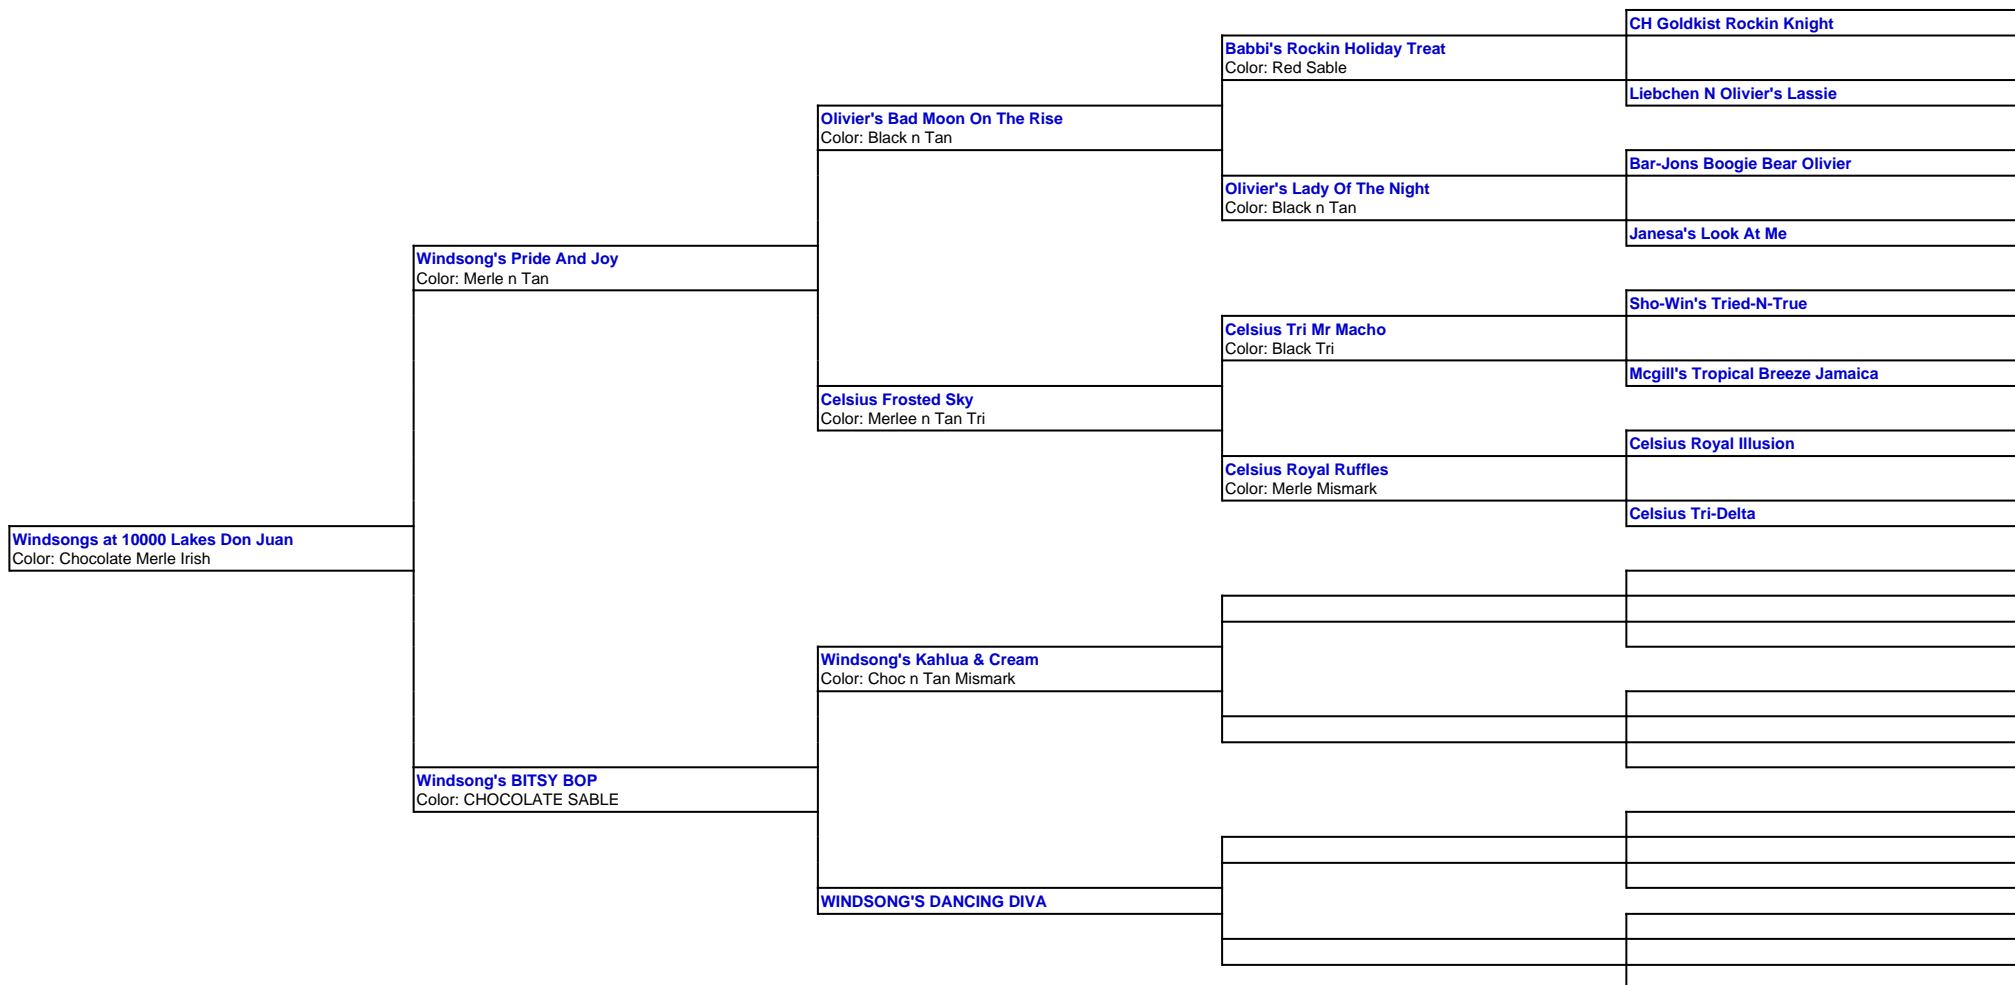 CH Goldkist Rockin Knight
Babbi's Rockin Holiday Treat
Color: Red Sable
Liebchen N Olivier's Lassie
Olivier's Bad Moon On The Rise
Color: Black n Tan
Bar-Jons Boogie Bear Olivier
Olivier's Lady Of The Night
Color: Black n Tan
Janesa's Look At Me
Windsong's Pride And Joy
Color: Merle n Tan
Sho-Win's Tried-N-True
Celsius Tri Mr Macho
Color: Black Tri
Mcgill's Tropical Breeze Jamaica
Celsius Frosted Sky
Color: Merlee n Tan Tri
Celsius Royal Illusion
Celsius Royal Ruffles
Color: Merle Mismark
Celsius Tri-Delta
Windsongs at 10000 Lakes Don Juan
Color: Chocolate Merle Irish
Windsong's Kahlua & Cream
Color: Choc n Tan Mismark
Windsong's BITSY BOP
Color: CHOCOLATE SABLE
WINDSONG'S DANCING DIVA